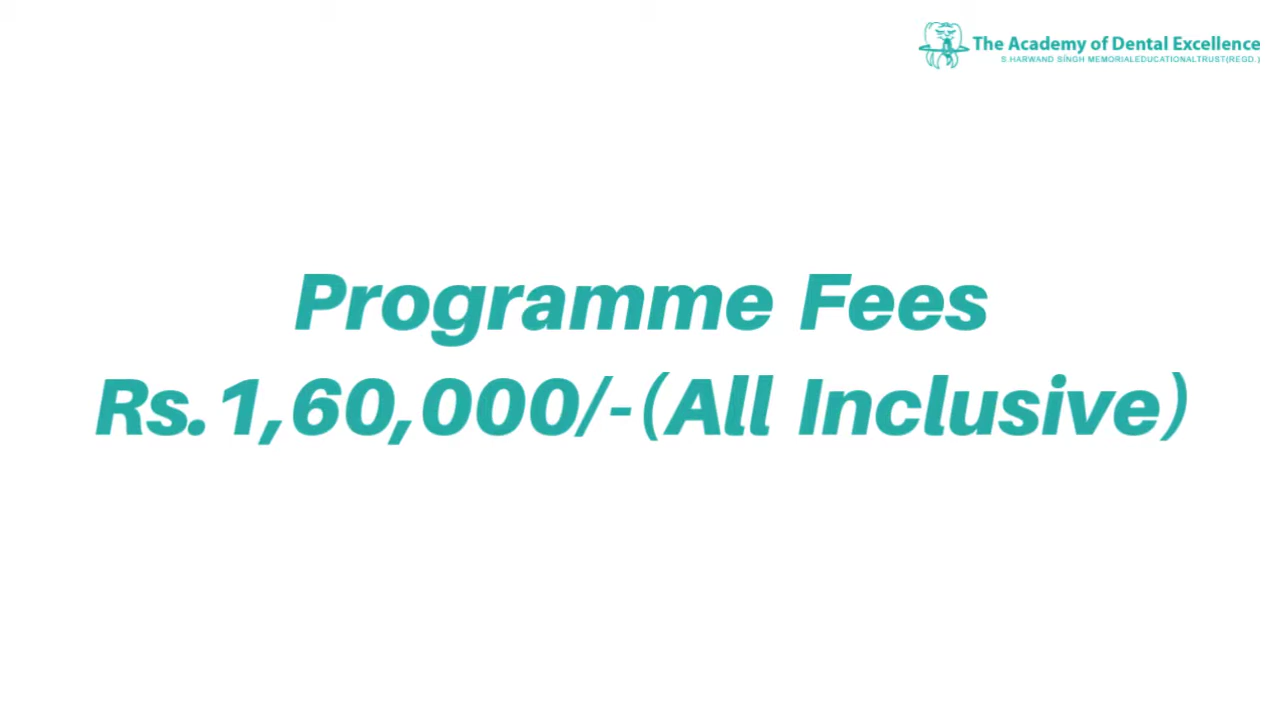 The Academy of Dental Excellence
S.HARWAND SINGH MEMORIALEDUCATIONALTRUST(REGD.)
Programme Fees
Rs.1,60,000/-(All Inclusive)